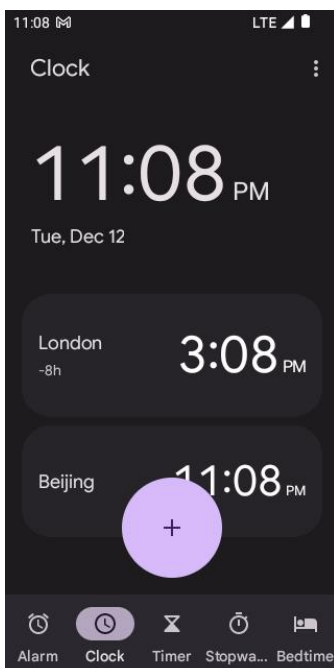 11:08 LTE
Clock
11:08 PM
Tue, Dec 12
London
-8h
3:08 PM
Beijing
11:08 PM
+
Alarm Clock Timer Stopwa... Bedtime